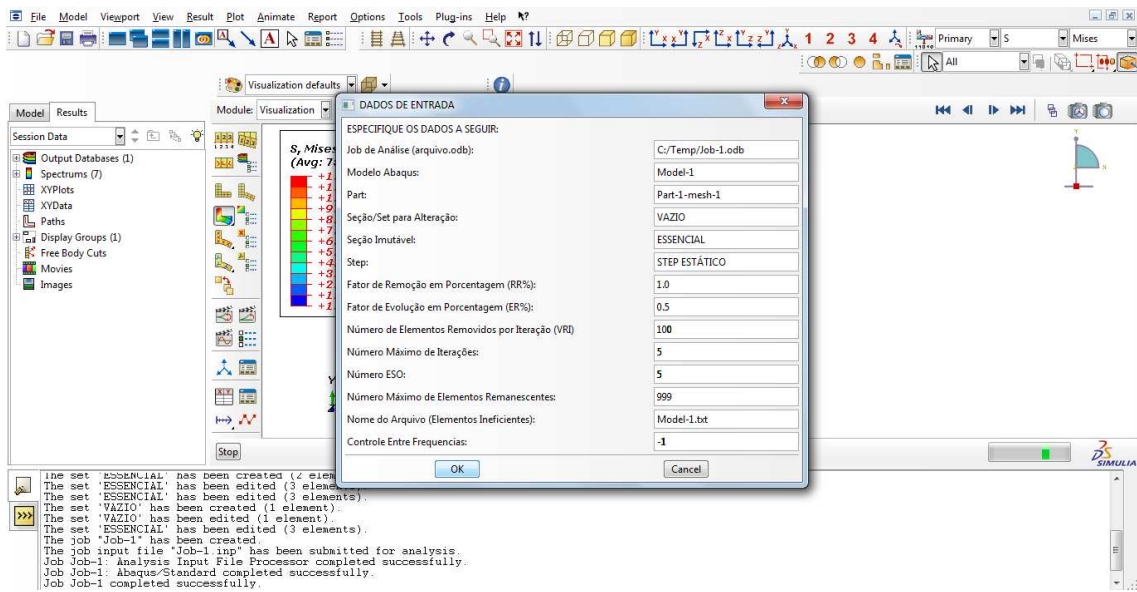 File Model Viewport View Result Plot Animate Report Options Tools Plug-ins Help
1 2 3 4 Primary S Mises
All
Visualization defaults
Model Results
Module: Visualization
Session Data
Output Databases (1)
Spectrums (7)
XYPlots
XYData
Paths
Display Groups (1)
Free Body Cuts
Movies
Images
S, Mises
(Avg:
DADOS DE ENTRADA
ESPECIFIQUE OS DADOS A SEGUIR:
Job de Análise (arquivo.odb): C:/Temp/Job-1.odb
Modelo Abaqus: Model-1
Part: Part-1-mesh-1
Seção/Set para Alteração: VAZIO
Seção Imutável: ESSENCIAL
Step: STEP ESTÁTICO
Fator de Remoção em Porcentagem (RR%): 1.0
Fator de Evolução em Porcentagem (ER%): 0.5
Número de Elementos Removidos por Iteração (VRI) 100
Número Máximo de Iterações: 5
Número ESO: 5
Número Máximo de Elementos Remanescentes: 999
Nome do Arquivo (Elementos Ineficientes): Model-1.txt
Controle Entre Frequencias: -1
OK Cancel
Stop
SIMULIA
The set 'ESSENCIAL' has been created (2
The set 'ESSENCIAL' has been edited (3
The set 'ESSENCIAL' has been edited (3 elements).
The set 'VAZIO' has been created (1 element).
The set 'VAZIO' has been edited (1 element).
The set 'ESSENCIAL' has been edited (3 elements).
The job "Job-1" has been created.
The job input file "Job-1.inp" has been submitted for analysis.
Job Job-1: Analysis Input File Processor completed successfully.
Job Job-1: Abaqus/Standard completed successfully.
Job Job-1 completed successfully.